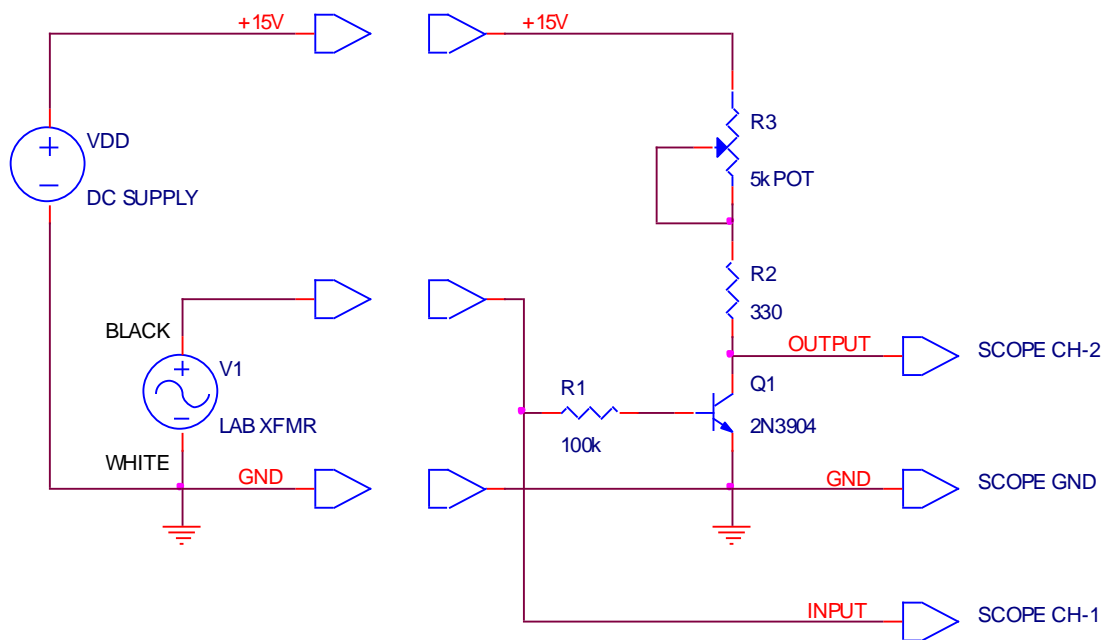 +15V
+15V
R3
5k POT
VDD
DC SUPPLY
R2
330
BLACK
OUTPUT
SCOPE CH-2
V1
LAB XFMR
R1
100k
Q1
2N3904
WHITE
GND
GND
SCOPE GND
INPUT
SCOPE CH-1